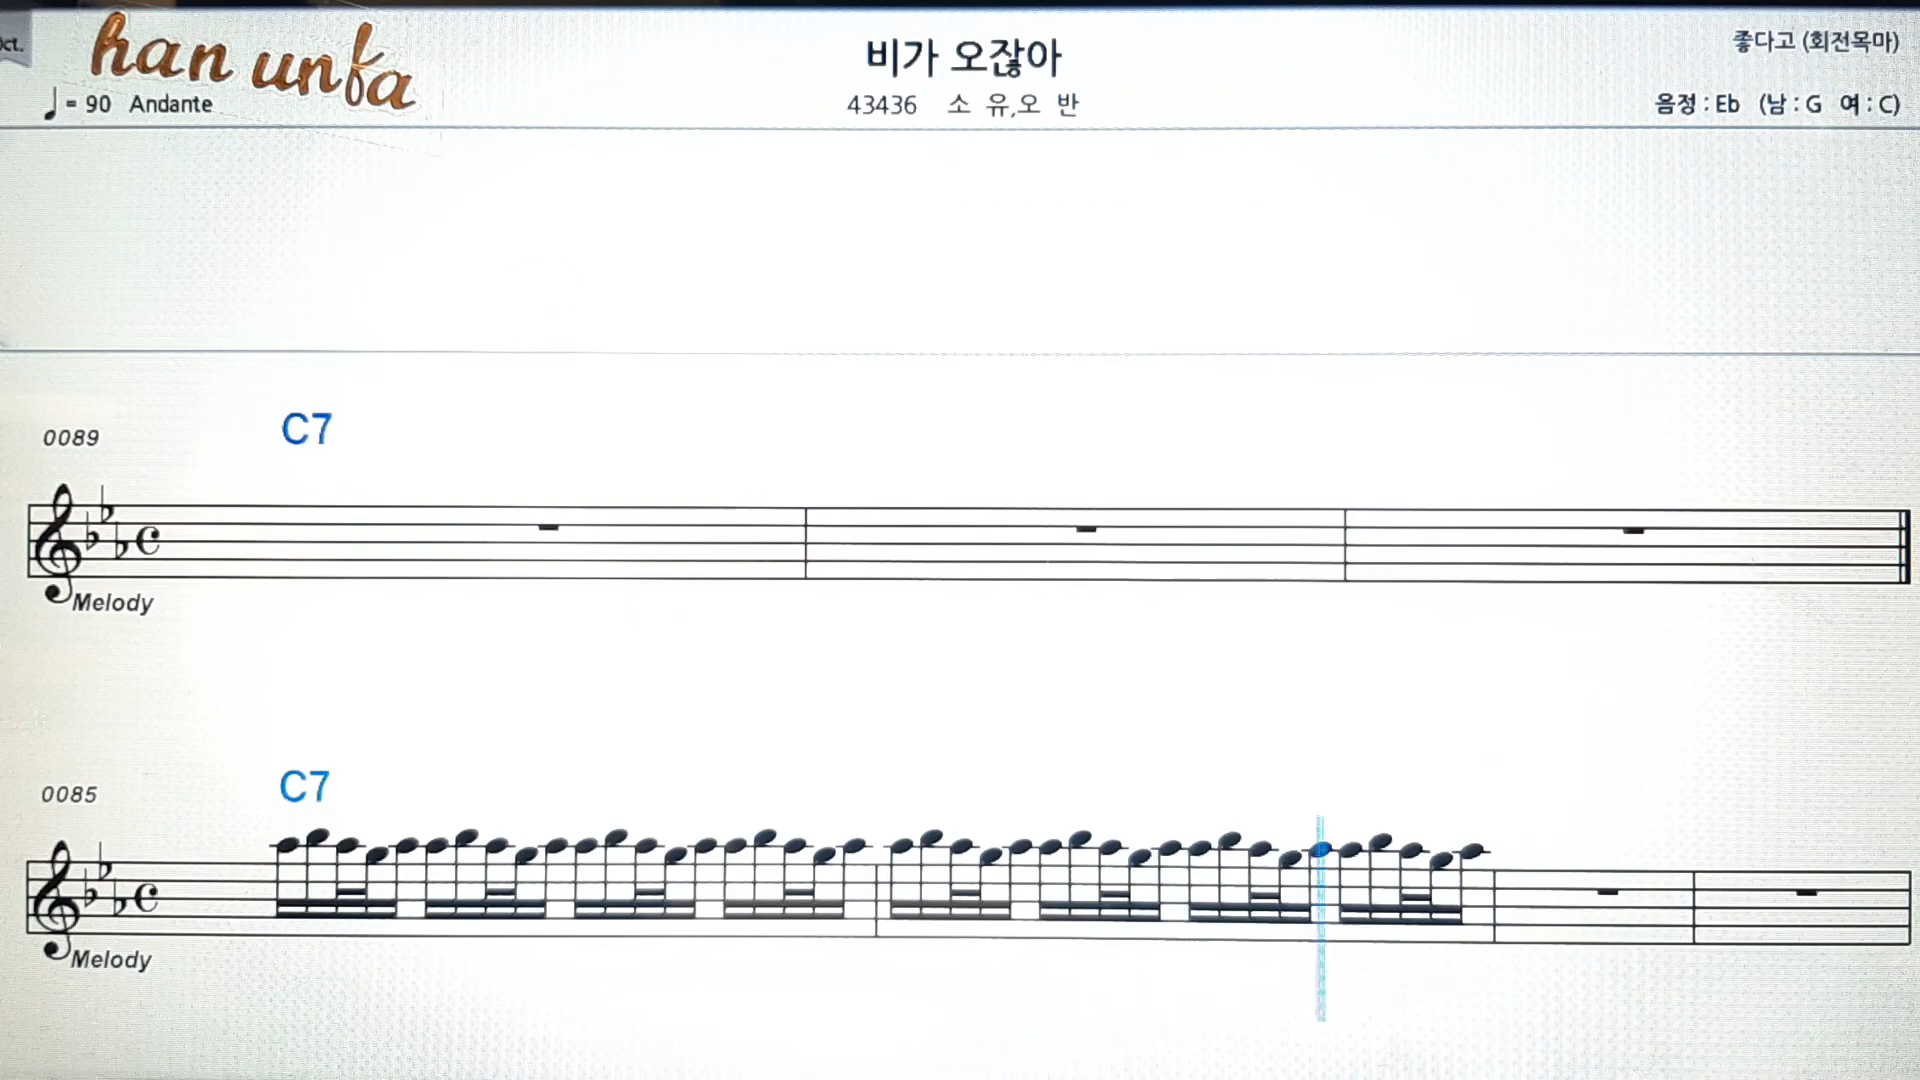 Oct.
han unfa
♩ = 90 Andante
비가 오잖아
43436 소 유,오 반
좋다고 (회전목마)
음정 : Eb (남 : G 여 : C)
0089
C7
Melody
0085
C7
Melody